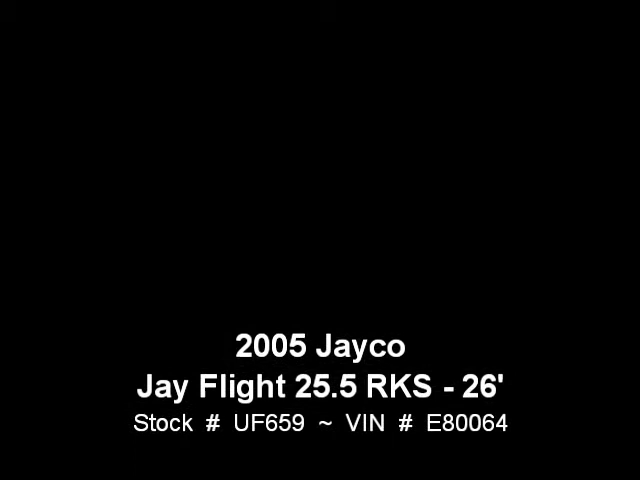 2005 Jayco
Jay Flight 25.5 RKS - 26'
Stock # UF659 ~ VIN # E80064